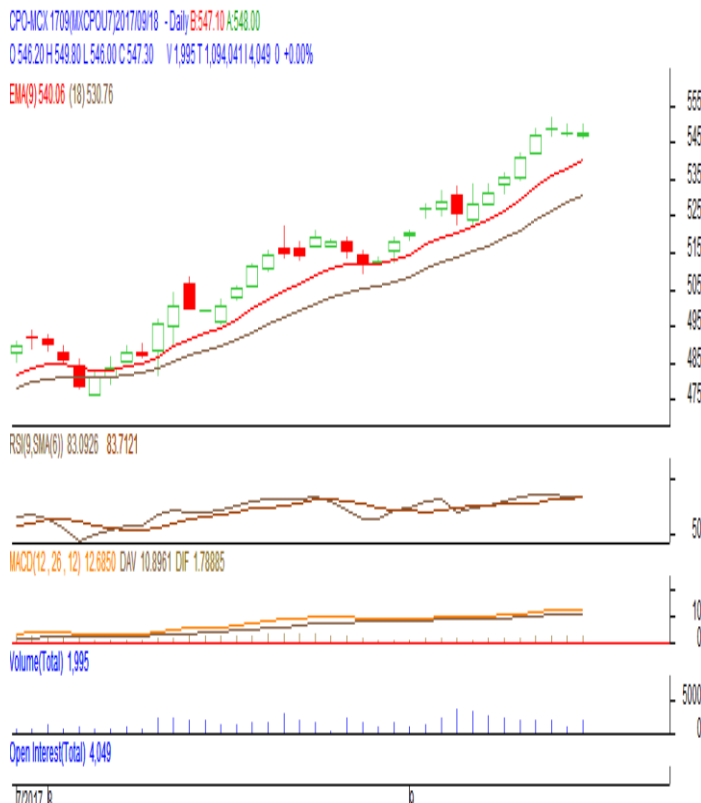 CPO-MCX 1709(MXCPOU7)2017/09/18 - Daily B:547.10 A:548.00
O 546.20 H 549.80 L 546.00 C 547.30 V 1,995 T 1,094,041 I 4,049 0 +0.00%
EMA(9) 540.06 (18) 530.76
555
545
535
525
515
505
495
485
475
RSI(9,SMA(6)) 83.0926 83.7121
50
MACD(12, 26, 12) 12.6850 DAV 10.8961 DIF 1.78885
10
0
Volume(Total) 1,995
5000
0
Open Interest(Total) 4,049
7/2017 8 9